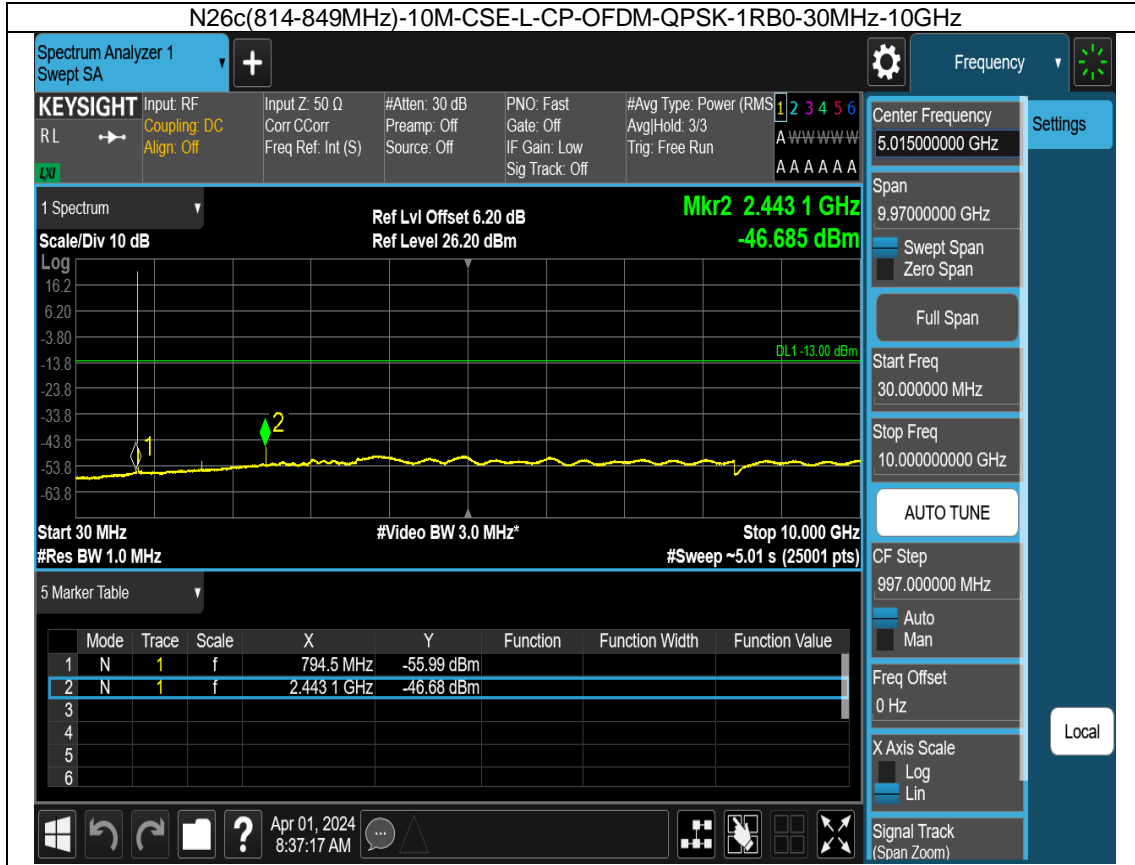 N26c(814-849MHz)-10M-CSE-L-CP-OFDM-QPSK-1RB0-30MHz-10GHz
Spectrum Analyzer 1
Swept SA
+
Frequency
KEYSIGHT
R L
LXI
Input: RF
Coupling: DC
Align: Off
Input Z: 50 Ω
Corr CCorr
Freq Ref: Int (S)
#Atten: 30 dB
Preamp: Off
Source: Off
PNO: Fast
Gate: Off
IF Gain: Low
Sig Track: Off
#Avg Type: Power (RMS
Avg|Hold: 3/3
Trig: Free Run
1 2 3 4 5 6
A W W W W W
A A A A A A
1 Spectrum
Scale/Div 10 dB
Ref Lvl Offset 6.20 dB
Ref Level 26.20 dBm
Mkr2 2.443 1 GHz
-46.685 dBm
Log
16.2
6.20
-3.80
-13.8
-23.8
-33.8
-43.8
-53.8
-63.8
DL1 -13.00 dBm
1
2
Start 30 MHz
#Video BW 3.0 MHz*
Stop 10.000 GHz
#Res BW 1.0 MHz
#Sweep ~5.01 s (25001 pts)
5 Marker Table
Mode Trace Scale X Y Function Function Width Function Value
1 N 1 f 794.5 MHz -55.99 dBm
2 N 1 f 2.443 1 GHz -46.68 dBm
3
4
5
6
Center Frequency
5.015000000 GHz
Span
9.97000000 GHz
Swept Span
Zero Span
Full Span
Start Freq
30.000000 MHz
Stop Freq
10.000000000 GHz
AUTO TUNE
CF Step
997.000000 MHz
Auto
Man
Freq Offset
0 Hz
X Axis Scale
Log
Lin
Signal Track
(Span Zoom)
Settings
Local
?
Apr 01, 2024
8:37:17 AM